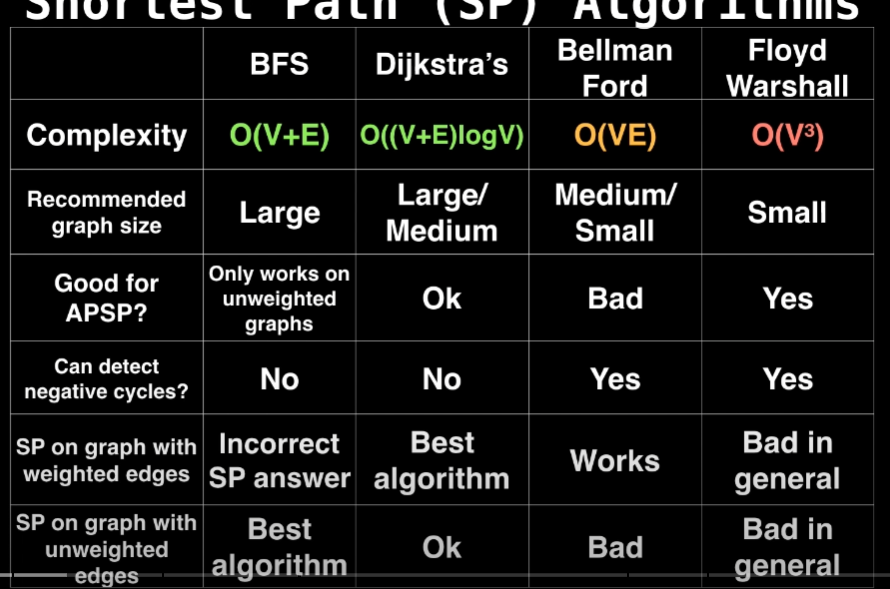 Shortest Path (SP) Algorithms
BFS
Dijkstra's
Bellman
Ford
Floyd
Warshall
Complexity
O(V+E)
O((V+E)logV)
O(VE)
O(V³)
Recommended
graph size
Large
Large/
Medium
Medium/
Small
Small
Good for
APSP?
Only works on
unweighted
graphs
Ok
Bad
Yes
Can detect
negative cycles?
No
No
Yes
Yes
SP on graph with
weighted edges
Incorrect
SP answer
Best
algorithm
Works
Bad in
general
SP on graph with
unweighted
edges
Best
algorithm
Ok
Bad
Bad in
general